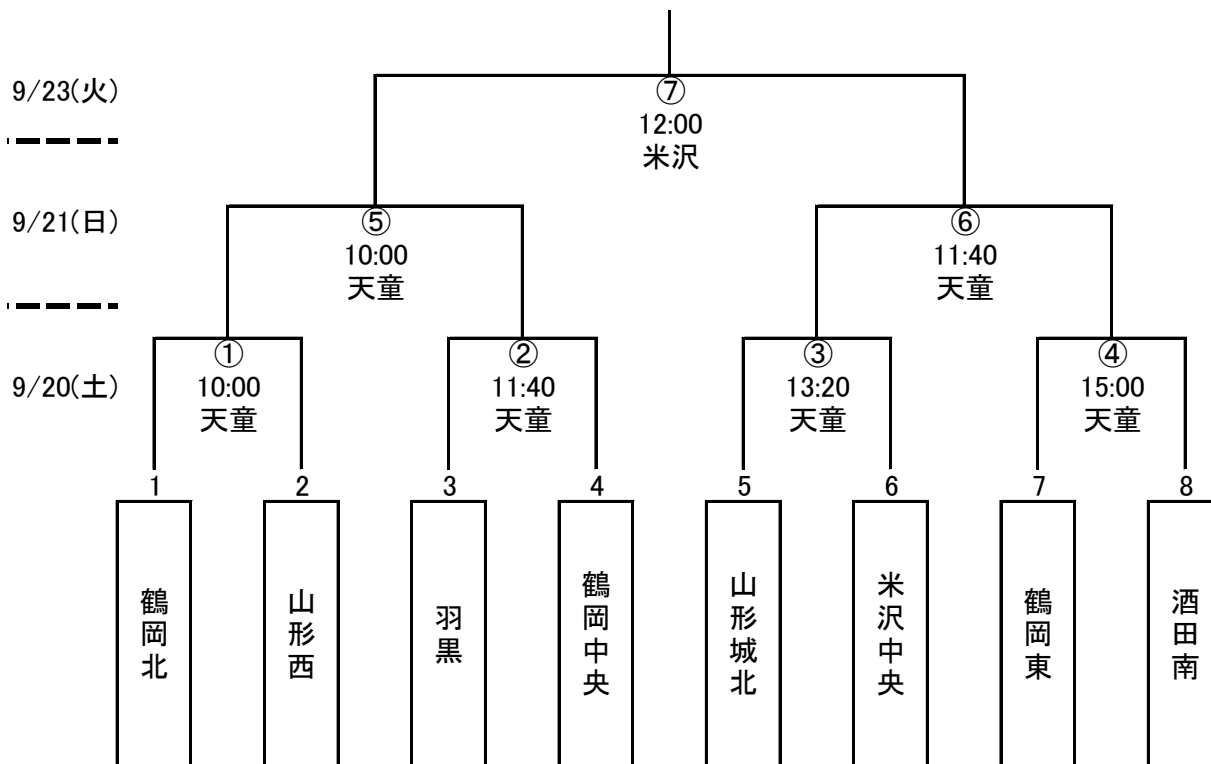 9/23(火)
⑦
12:00
米沢
9/21(日)
⑤
10:00
天童
⑥
11:40
天童
9/20(土)
①
10:00
天童
②
11:40
天童
③
13:20
天童
④
15:00
天童
1
2
3
4
5
6
7
8
鶴岡北
山形西
羽黒
鶴岡中央
山形城北
米沢中央
鶴岡東
酒田南